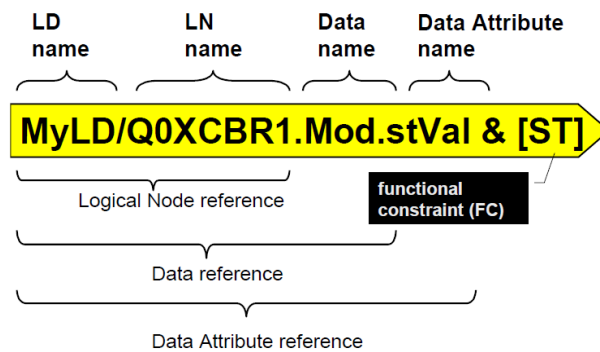 LD name
LN name
Data name
Data Attribute name
MyLD/Q0XCBR1.Mod.stVal & [ST]
Logical Node reference
functional
constraint (FC)
Data reference
Data Attribute reference